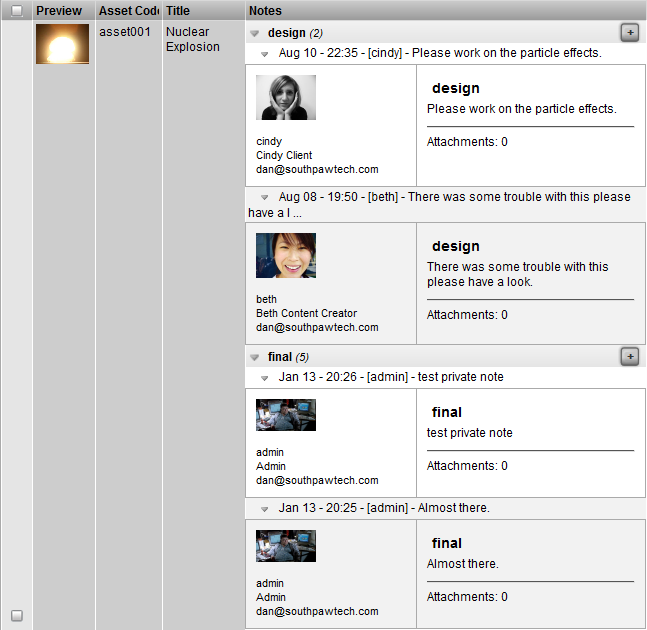 Preview Asset Code Title Notes
asset001
Nuclear
Explosion
design (2)
+
Aug 10 - 22:35 - [cindy] - Please work on the particle effects.
design
Please work on the particle effects.
Attachments: 0
cindy
Cindy Client
dan@southpawtech.com
Aug 08 - 19:50 - [beth] - There was some trouble with this please
have a l ...
design
There was some trouble with this
please have a look.
Attachments: 0
beth
Beth Content Creator
dan@southpawtech.com
final (5)
+
Jan 13 - 20:26 - [admin] - test private note
final
test private note
Attachments: 0
admin
Admin
dan@southpawtech.com
Jan 13 - 20:25 - [admin] - Almost there.
final
Almost there.
Attachments: 0
admin
Admin
dan@southpawtech.com